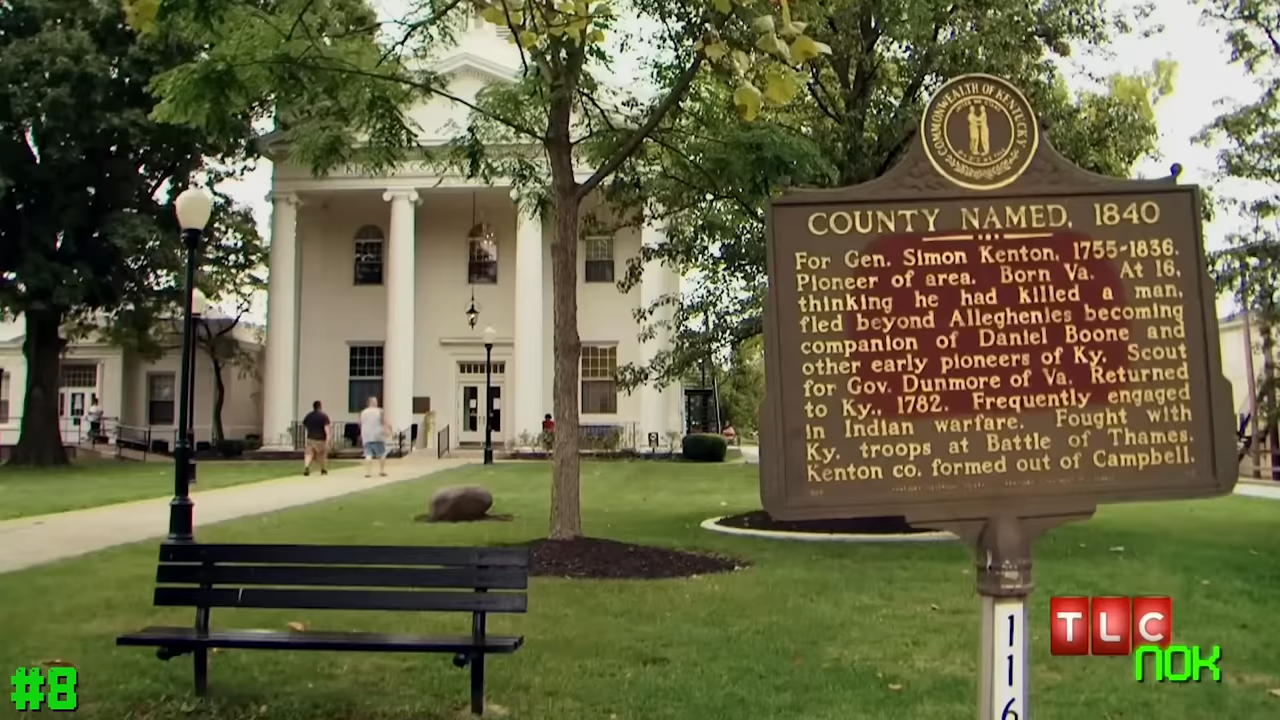 COMMONWEALTH OF KENTUCKY
COUNTY NAMED, 1840
For Gen. Simon Kenton, 1755-1836.
Pioneer of area. Born Va. At 16,
thinking he had killed a man,
fled beyond Alleghenies becoming
companion of Daniel Boone and
other early pioneers of Ky. Scout
for Gov. Dunmore of Va. Returned
to Ky., 1782. Frequently engaged
in Indian warfare. Fought with
Ky. troops at Battle of Thames.
Kenton co. formed out of Campbell.
116
TLC
NOK
#8